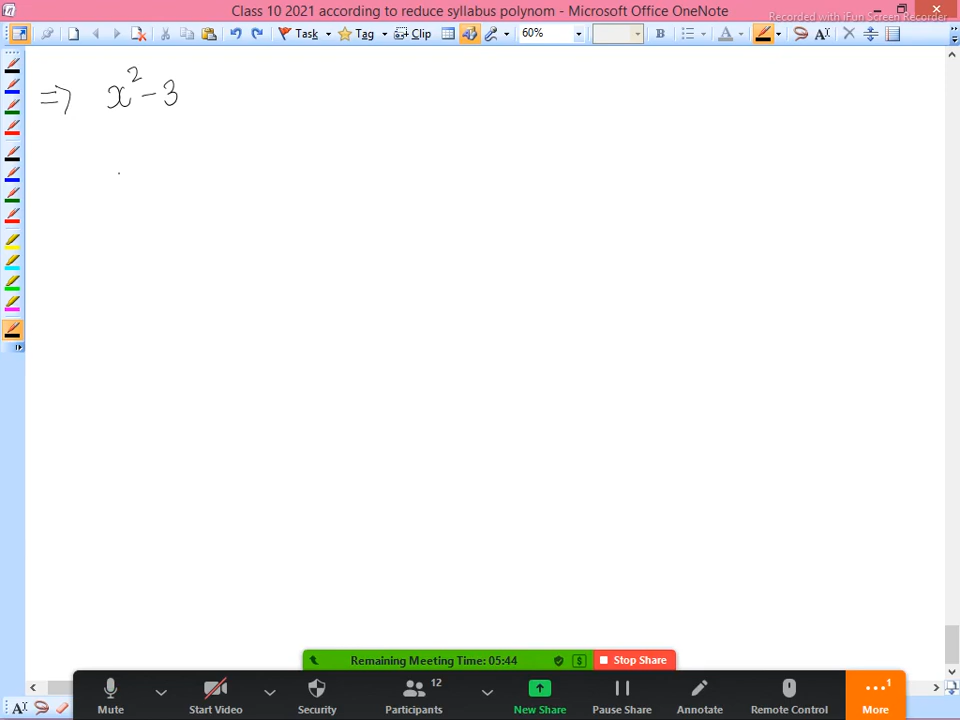 Class 10 2021 according to reduce syllabus polynom - Microsoft Office OneNote
Recorded with iFun Screen Recorder
Task Tag Clip 60% B A
⇒ x² - 3
Remaining Meeting Time: 05:44 Stop Share
12 1
Mute Start Video Security Participants New Share Pause Share Annotate Remote Control More